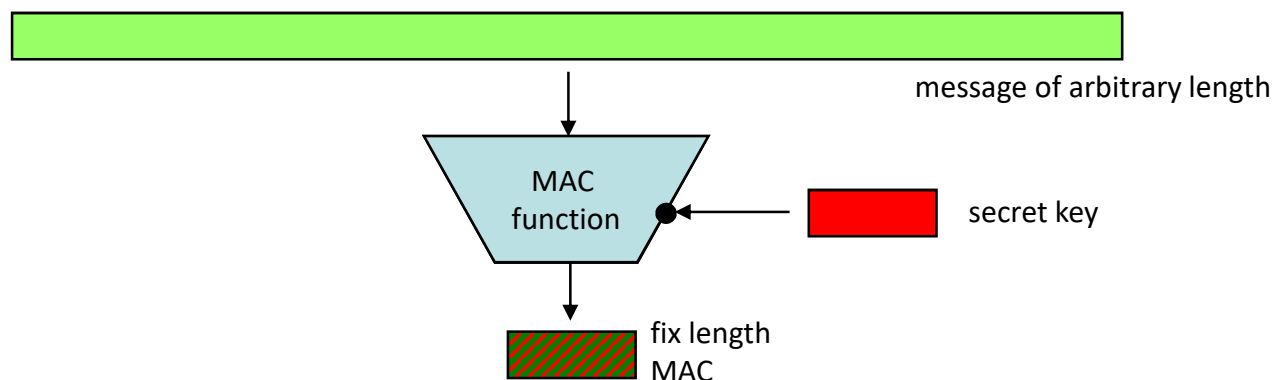 message of arbitrary length
MAC
function
secret key
fix length
MAC